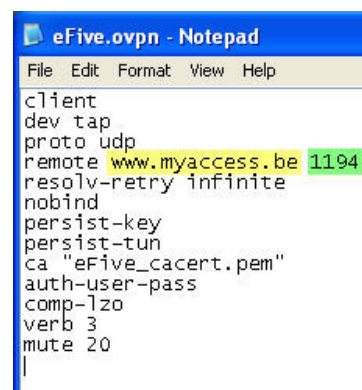 eFive.ovpn - Notepad
File Edit Format View Help
client
dev tap
proto udp
remote www.myaccess.be 1194
resolv-retry infinite
nobind
persist-key
persist-tun
ca "eFive_cacert.pem"
auth-user-pass
comp-lzo
verb 3
mute 20